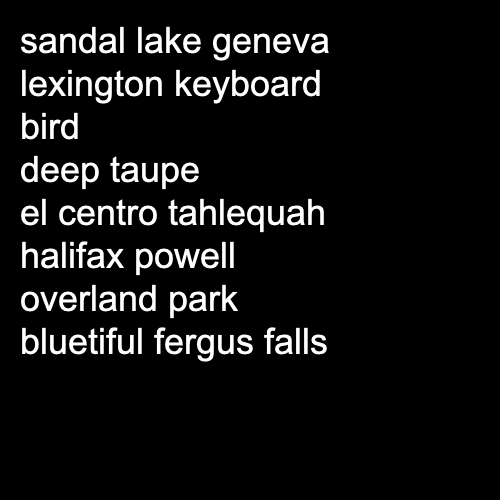 sandal lake geneva
lexington keyboard
bird
deep taupe
el centro tahlequah
halifax powell
overland park
bluetiful fergus falls